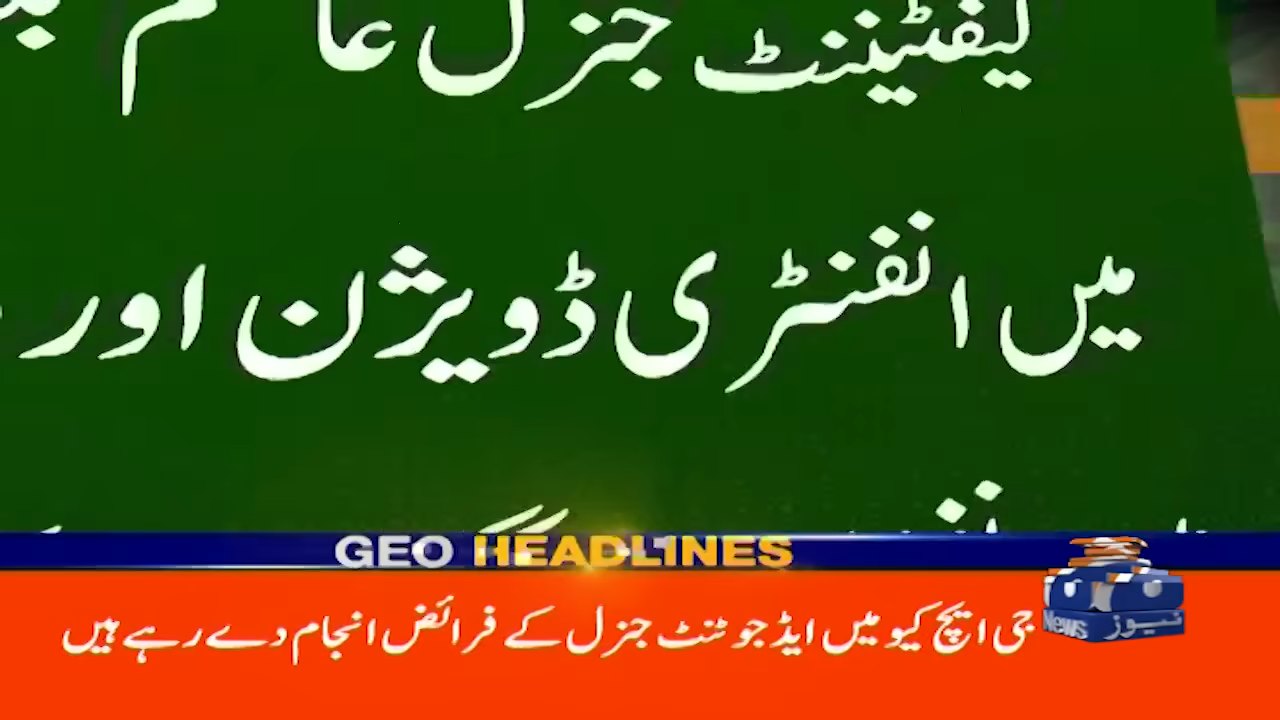 لیفٹیننٹ جنرل عا
میں انفنٹری ڈویژن اور
GEO HEADLINES
جی ایچ کیو میں ایڈجوٹنٹ جنرل کے فرائض انجام دے رہے ہیں
News نیوز